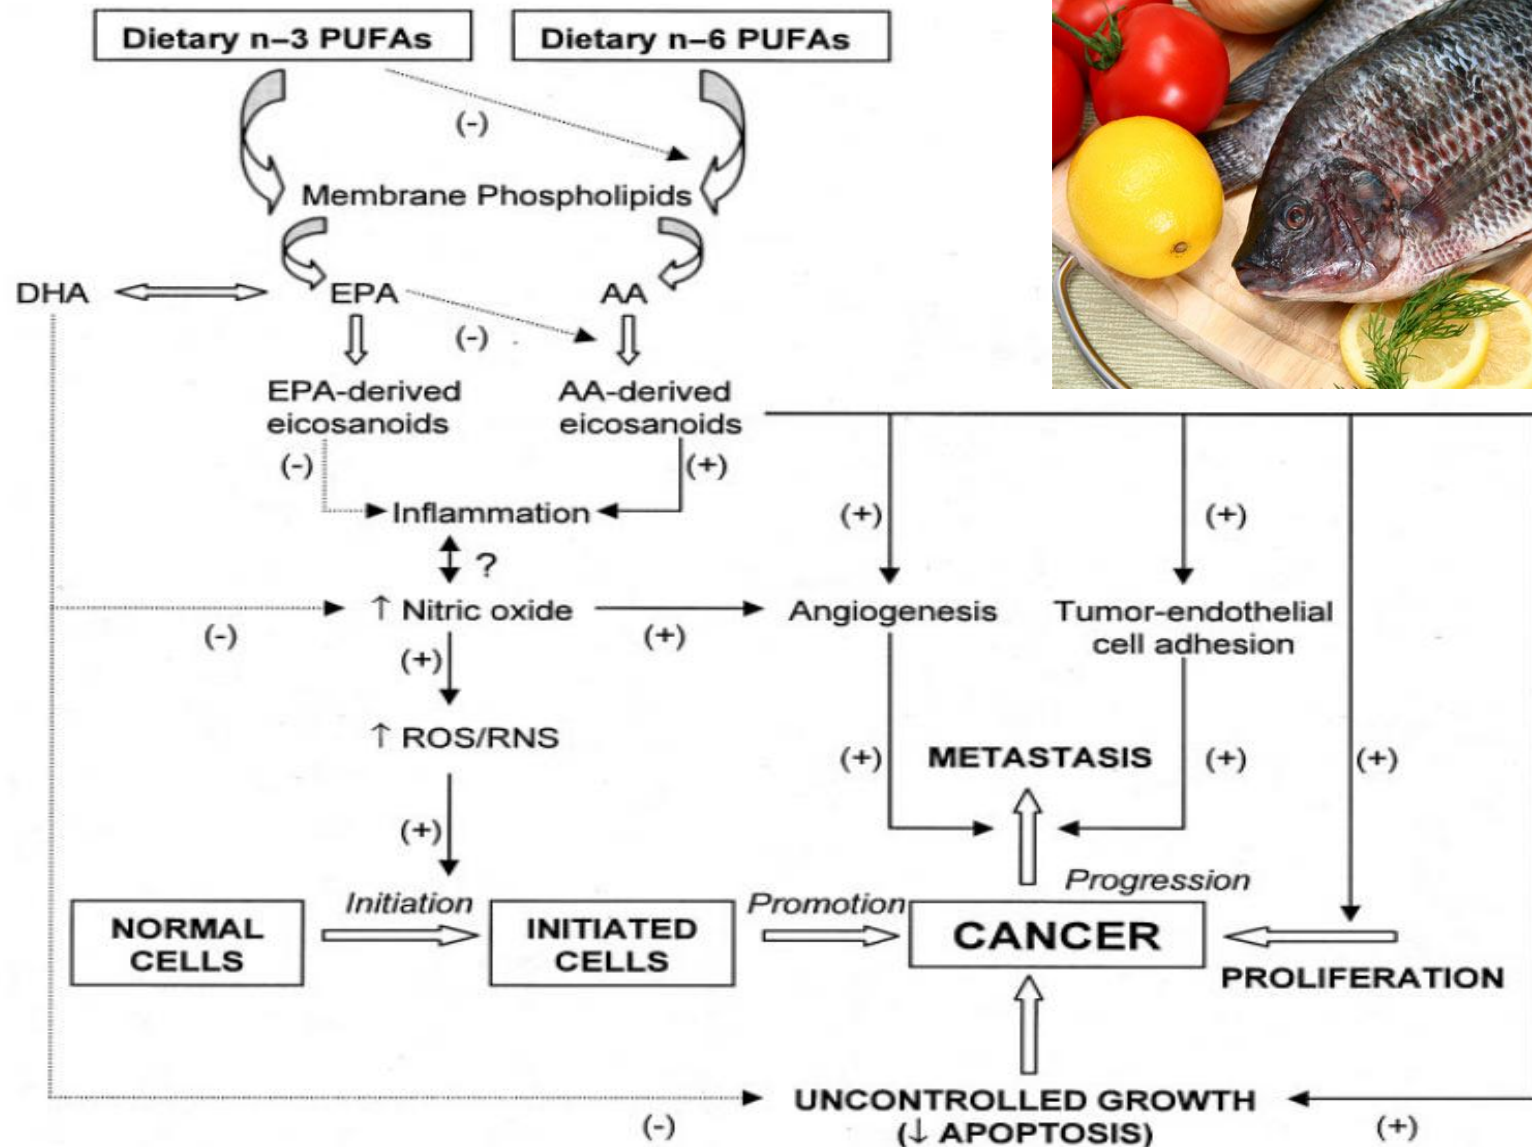 Dietary n–3 PUFAs
Dietary n–6 PUFAs
(-)
Membrane Phospholipids
DHA
EPA
AA
(-)
EPA-derived
eicosanoids
AA-derived
eicosanoids
(-)
(+)
Inflammation
(+)
(+)
?
↑ Nitric oxide
Angiogenesis
Tumor-endothelial
cell adhesion
(-)
(+)
(+)
↑ ROS/RNS
(+)
METASTASIS
(+)
(+)
(+)
Progression
Initiation
Promotion
NORMAL
CELLS
INITIATED
CELLS
CANCER
PROLIFERATION
UNCONTROLLED GROWTH
(↓ APOPTOSIS)
(-)
(+)